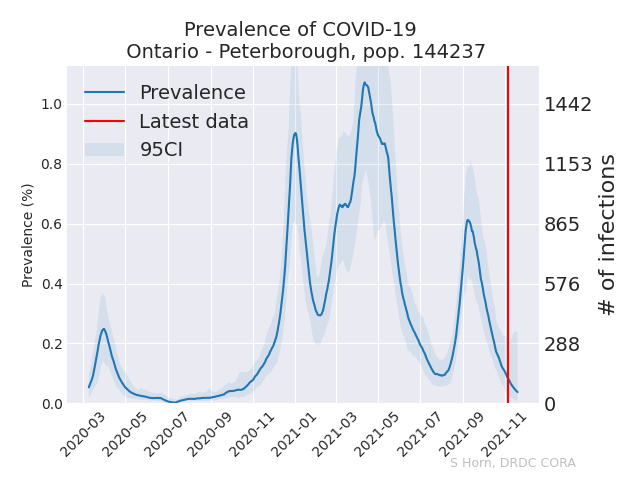 Prevalence of COVID-19
Ontario - Peterborough, pop. 144237
Prevalence
Latest data
95CI
Prevalence (%)
1.0
0.8
0.6
0.4
0.2
0.0
1442
1153
865
576
288
0
# of infections
2020-03
2020-05
2020-07
2020-09
2020-11
2021-01
2021-03
2021-05
2021-07
2021-09
2021-11
S Horn, DRDC CORA